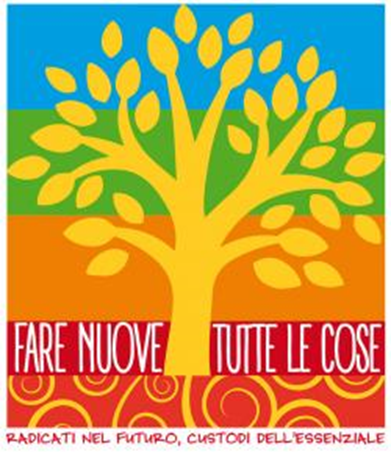 FARE NUOVE TUTTE LE COSE
RADICATI NEL FUTURO, CUSTODI DELL'ESSENZIALE